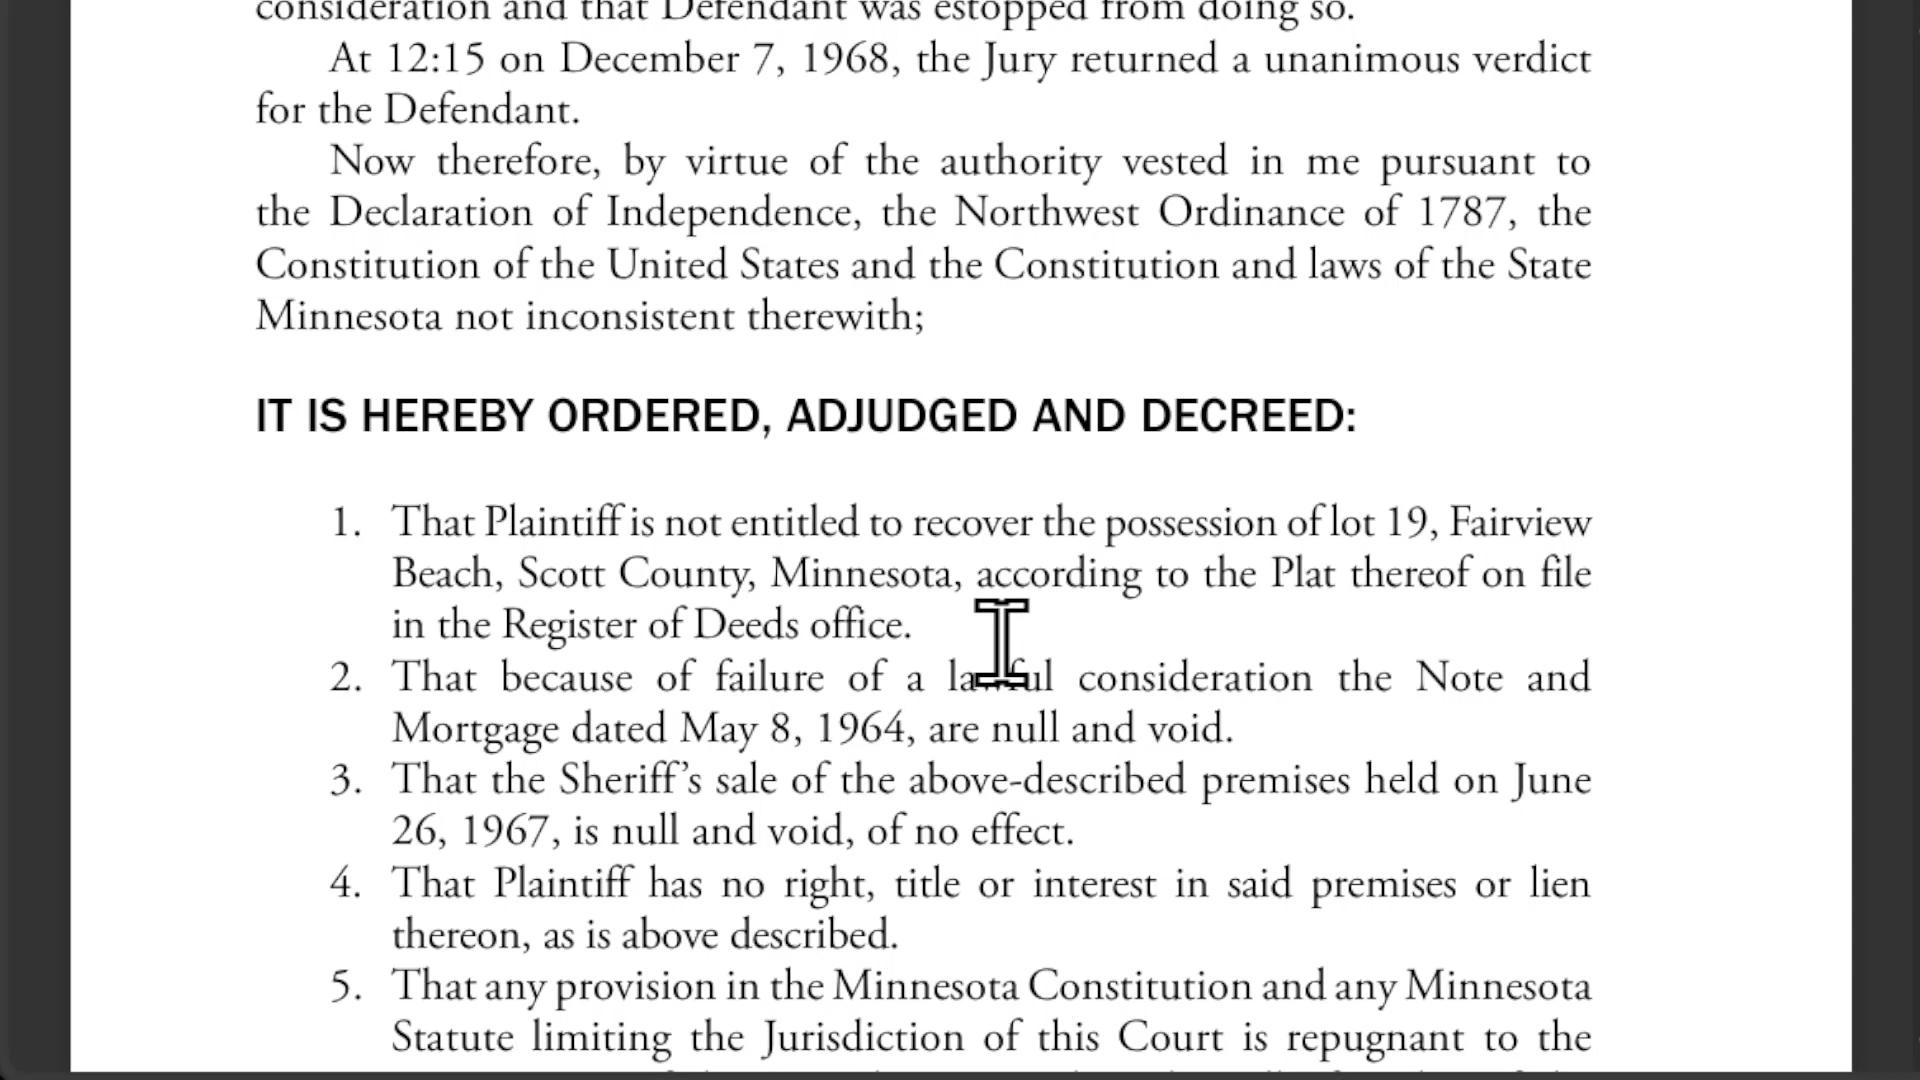 consideration and that Defendant was estopped from doing so.
At 12:15 on December 7, 1968, the Jury returned a unanimous verdict
for the Defendant.
Now therefore, by virtue of the authority vested in me pursuant to
the Declaration of Independence, the Northwest Ordinance of 1787, the
Constitution of the United States and the Constitution and laws of the State
Minnesota not inconsistent therewith;
IT IS HEREBY ORDERED, ADJUDGED AND DECREED:
1. That Plaintiff is not entitled to recover the possession of lot 19, Fairview
Beach, Scott County, Minnesota, according to the Plat thereof on file
in the Register of Deeds office.
2. That because of failure of a lawful consideration the Note and
Mortgage dated May 8, 1964, are null and void.
3. That the Sheriff’s sale of the above-described premises held on June
26, 1967, is null and void, of no effect.
4. That Plaintiff has no right, title or interest in said premises or lien
thereon, as is above described.
5. That any provision in the Minnesota Constitution and any Minnesota
Statute limiting the Jurisdiction of this Court is repugnant to the